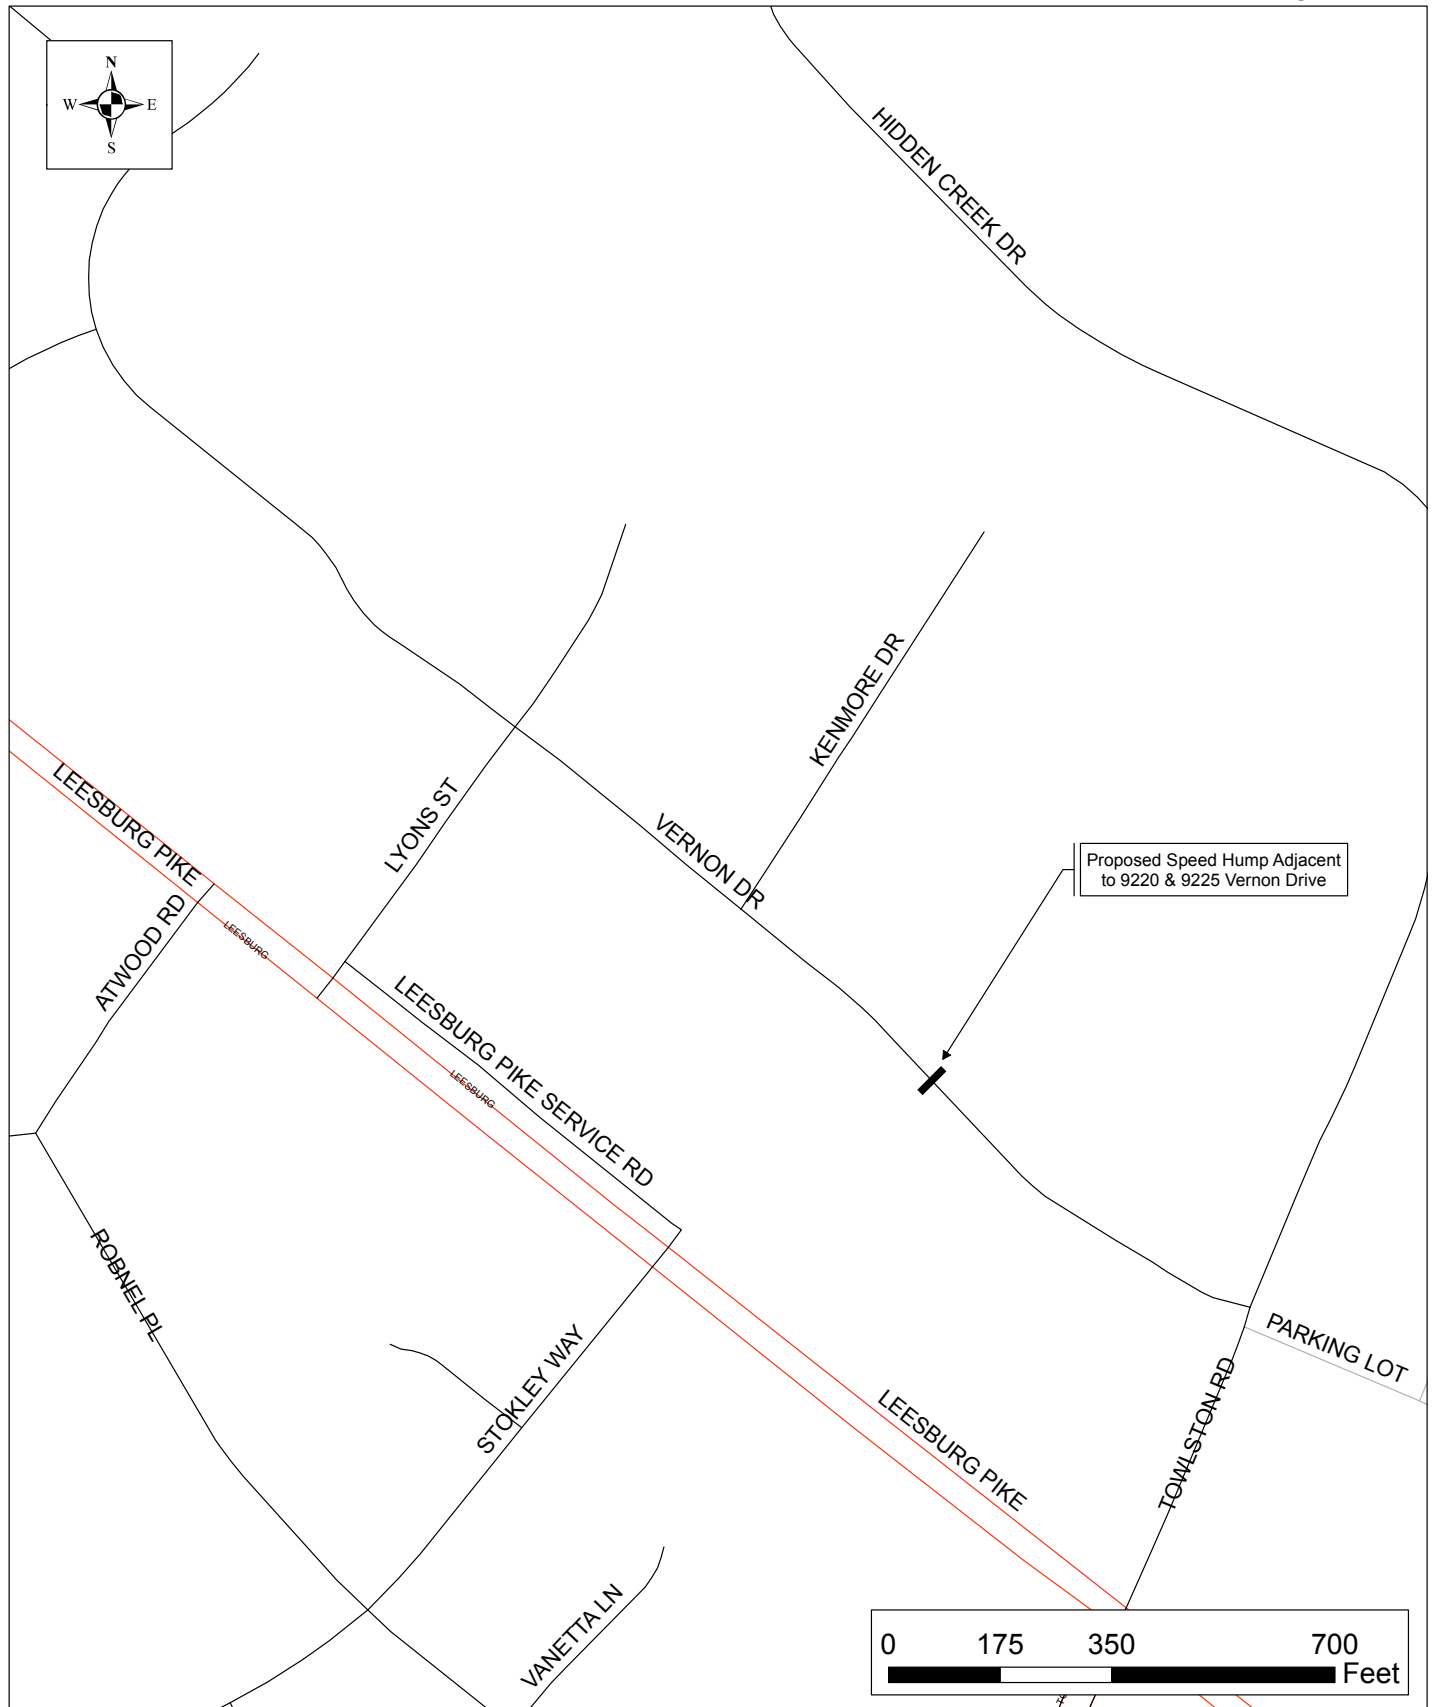 N
W E
S
HIDDEN CREEK DR
KENMORE DR
LEESBURG PIKE
LYONS ST
VERNON DR
Proposed Speed Hump Adjacent
to 9220 & 9225 Vernon Drive
ATWOOD RD
LEESBURG
LEESBURG PIKE SERVICE RD
LEESBURG
ROBNEL PL
STOKLEY WAY
PARKING LOT
TOWLSTON RD
LEESBURG PIKE
VANETTA LN
0 175 350 700
Feet